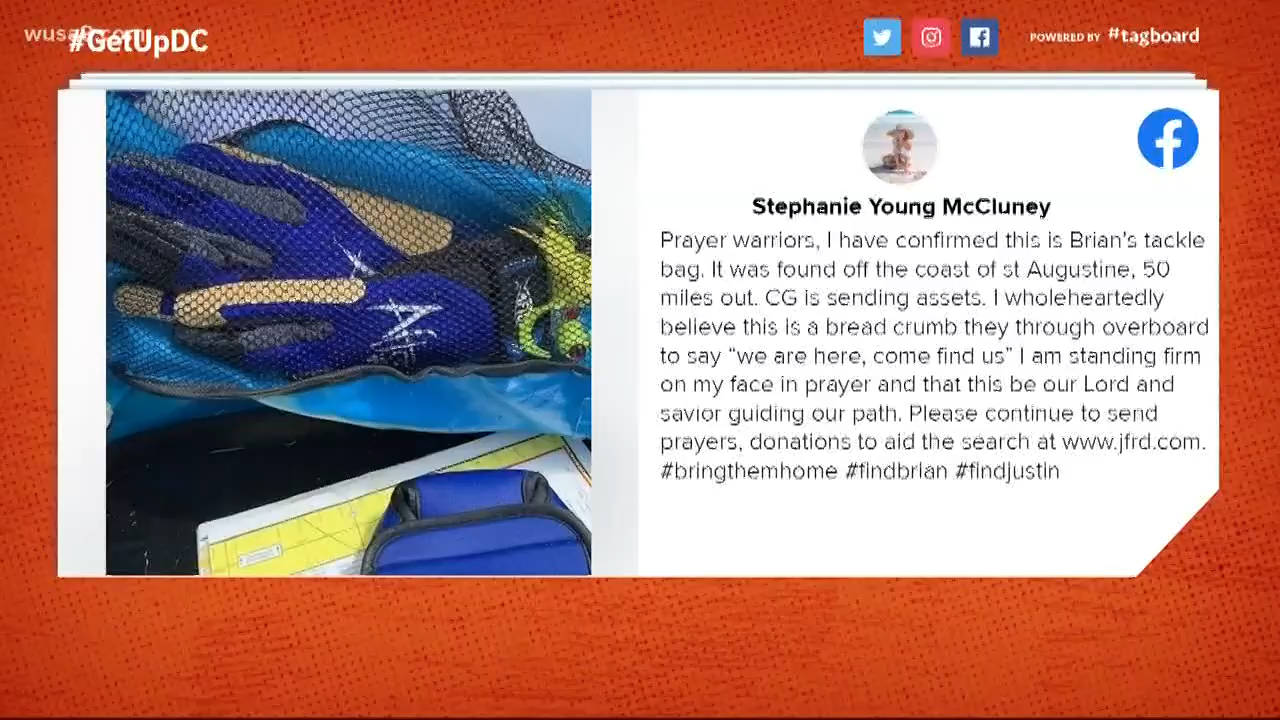 wusa9.com
#GetUpDC
POWERED BY #tagboard
Stephanie Young McCluney
Prayer warriors, I have confirmed this is Brian's tackle
bag. It was found off the coast of st Augustine, 50
miles out. CG is sending assets. I wholeheartedly
believe this is a bread crumb they through overboard
to say “we are here, come find us” I am standing firm
on my face in prayer and that this be our Lord and
savior guiding our path. Please continue to send
prayers, donations to aid the search at www.jfrd.com.
#bringthemhome #findbrian #findjustin